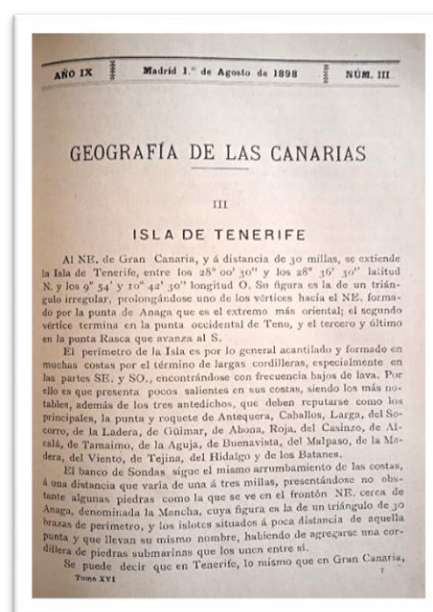 AÑO IX
Madrid 1.º de Agosto de 1898
NÚM. III
GEOGRAFÍA DE LAS CANARIAS
III
ISLA DE TENERIFE
Al NE. de Gran Canaria, y á distancia de 30 millas, se extiende
la Isla de Tenerife, entre los 28° 00' 30" y los 28° 36' 30" latitud
N. y los 9° 54' y 10° 42' 30" longitud O. Su figura es la de un trián-
gulo irregular, prolongándose uno de los vértices hacia el NE. forma-
do por la punta de Anaga que es el extremo más oriental; el segundo
vértice termina en la punta occidental de Teno, y el tercero y último
en la punta Rasca que avanza al S.
El perímetro de la Isla es por lo general acantilado y formado en
muchas costas por el término de largas cordilleras, especialmente en
las partes SE. y SO., encontrándose con frecuencia bajos de lava. Por
ello es que presenta pocos salientes en sus costas, siendo los más no-
tables, además de los tres antedichos, que deben reputarse como los
principales, la punta y roquete de Antequera, Caballos, Larga, del So-
corro, de la Ladera, de Güimar, de Abona, Roja, del Casinzo, de Al-
calá, de Tamaimo, de la Aguja, de Buenavista, del Malpaso, de la Ma-
dera, del Viento, de Tejina, del Hidalgo y de los Batanes.
El banco de Sondas sigue el mismo arrumbamiento de las costas,
á una distancia que varía de una á tres millas, presentándose no obs-
tante algunas piedras como la que se ve en el frontón NE. cerca de
Anaga, denominada la Mancha, cuya figura es la de un triángulo de 30
brazas de perímetro, y los islotes situados á poca distancia de aquella
punta y que llevan su mismo nombre, habiendo de agregarse una cor-
dillera de piedras submarinas que los unen entre sí.
Se puede decir que en Tenerife, lo mismo que en Gran Canaria,
Tomo XVI
7